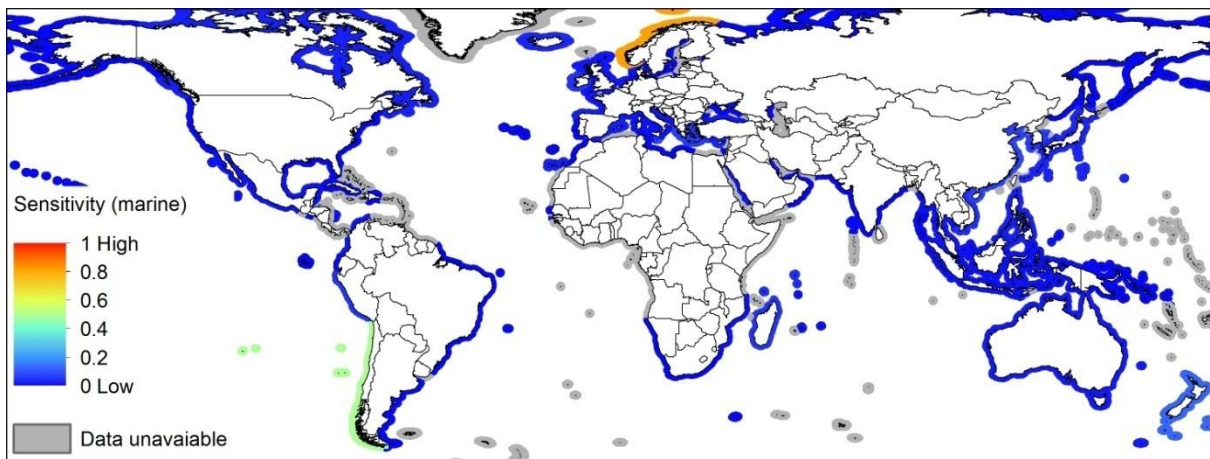 Sensitivity (marine)
1 High
0.8
0.6
0.4
0.2
0 Low
Data unavaiable